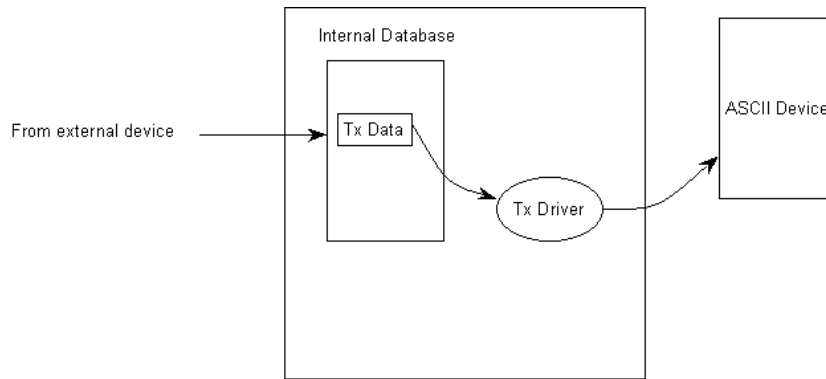 Internal Database
From external device
Tx Data
Tx Driver
ASCII Device